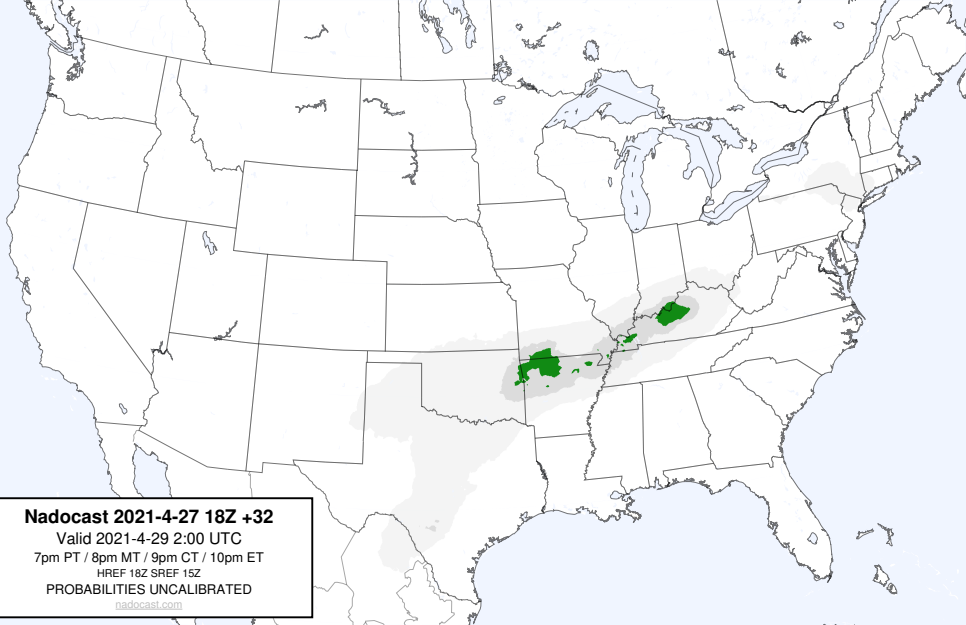 Nadocast 2021-4-27 18Z +32
Valid 2021-4-29 2:00 UTC
7pm PT / 8pm MT / 9pm CT / 10pm ET
HREF 18Z SREF 15Z
PROBABILITIES UNCALIBRATED
nadocast.com